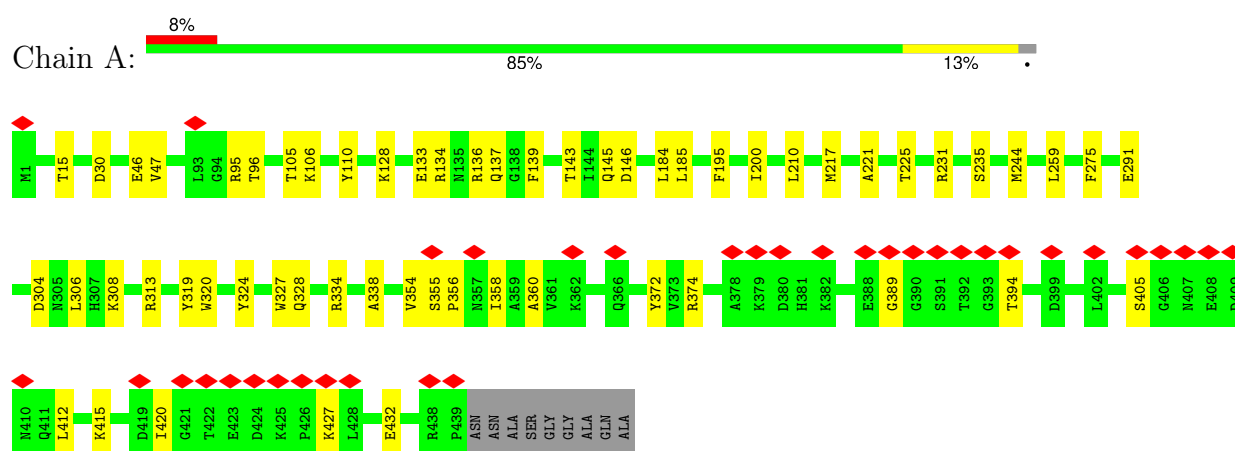 8%
Chain A:
85% 13% •
M1 T15 D30 E46 V47 L93 G94 R95 T96 T105 K106 Y110 K128 E133 R134 N135 R136 Q137 G138 F139 T143 I144 Q145 D146 L184 L185 F195 I200 L210 M217 A221 T225 R231 S235 M244 L259 F275 E291
D304 N305 L306 H307 K308 R313 Y319 W320 Y324 W327 Q328 R334 A338 V354 S355 P356 N357 I358 A359 A360 V361 K362 Q366 Y372 V373 R374 A378 K379 D380 H381 K382 E388 G389 G390 S391 T392 G393 T394 D399 L402 S405 G406 N407 E408
N410 Q411 L412 K415 D419 I420 G421 T422 E423 D424 K425 P426 K427 L428 E432 R438 P439 ASN ASN ALA SER GLY GLY ALA GLN ALA